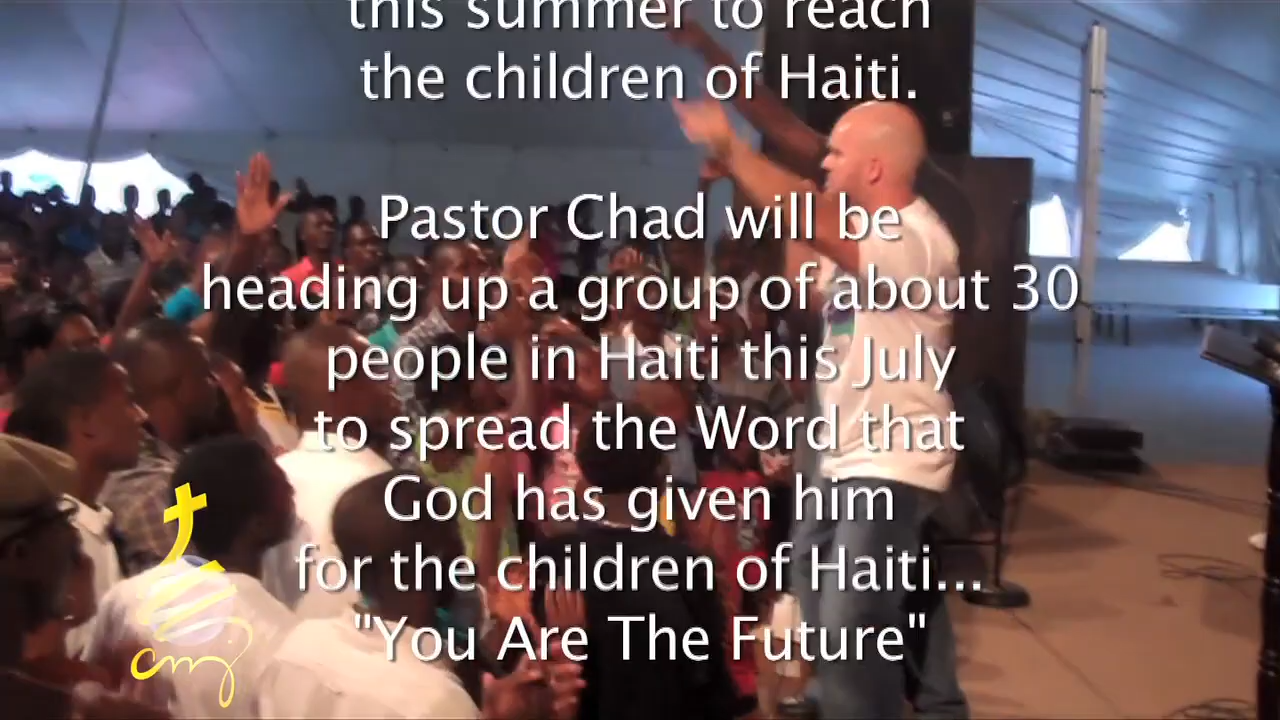 this summer to reach
the children of Haiti.
Pastor Chad will be
heading up a group of about 30
people in Haiti this July
to spread the Word that
God has given him
for the children of Haiti...
"You Are The Future"
cmj